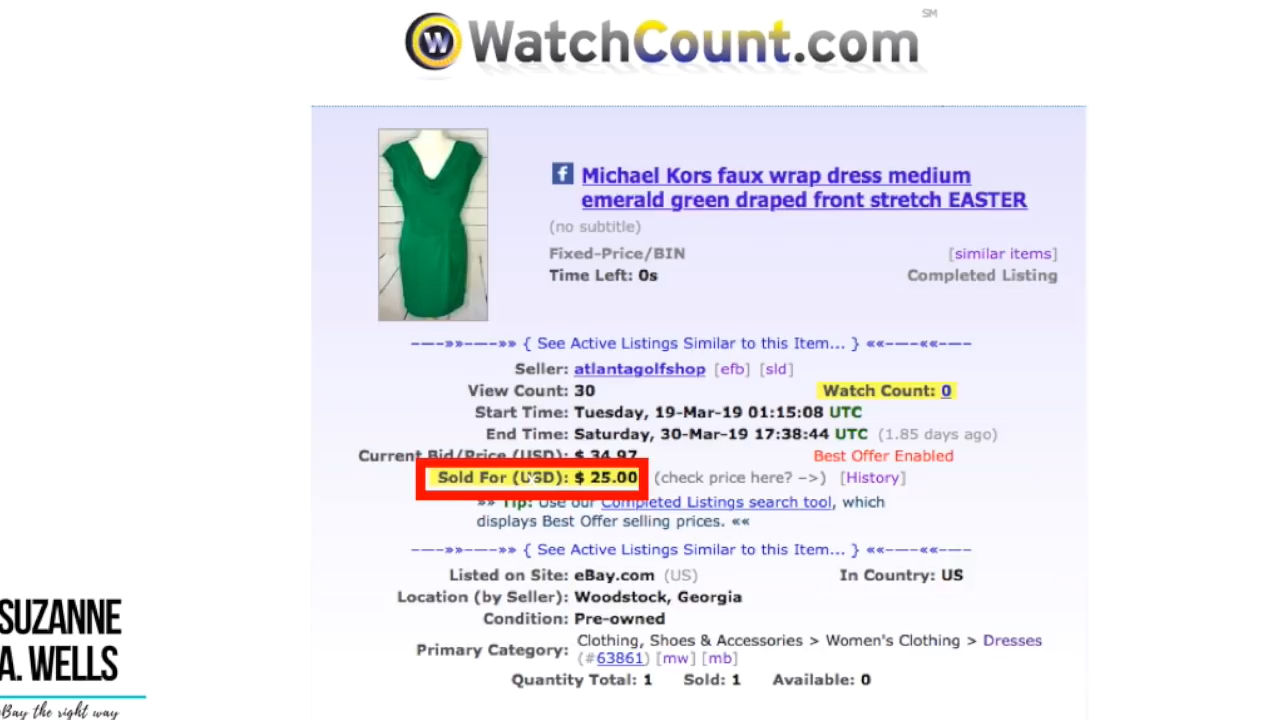 WatchCount.com SM
Michael Kors faux wrap dress medium
emerald green draped front stretch EASTER
(no subtitle)
Fixed-Price/BIN [similar items]
Time Left: 0s Completed Listing
—-—»»—-—»» { See Active Listings Similar to this Item... } ««—-—««—-—
Seller: atlantagolfshop [efb] [sld]
View Count: 30 Watch Count: 0
Start Time: Tuesday, 19-Mar-19 01:15:08 UTC
End Time: Saturday, 30-Mar-19 17:38:44 UTC (1.85 days ago)
Current Bid/Price (USD): $ 34.97 Best Offer Enabled
Sold For (USD): $ 25.00 (check price here? –>) [History]
»» Tip: Use our Completed Listings search tool, which
displays Best Offer selling prices. ««
—-—»»—-—»» { See Active Listings Similar to this Item... } ««—-—««—-—
Listed on Site: eBay.com (US) In Country: US
Location (by Seller): Woodstock, Georgia
Condition: Pre-owned
Primary Category: Clothing, Shoes & Accessories > Women's Clothing > Dresses
(#63861) [mw] [mb]
Quantity Total: 1 Sold: 1 Available: 0
SUZANNE
A. WELLS
eBay the right way